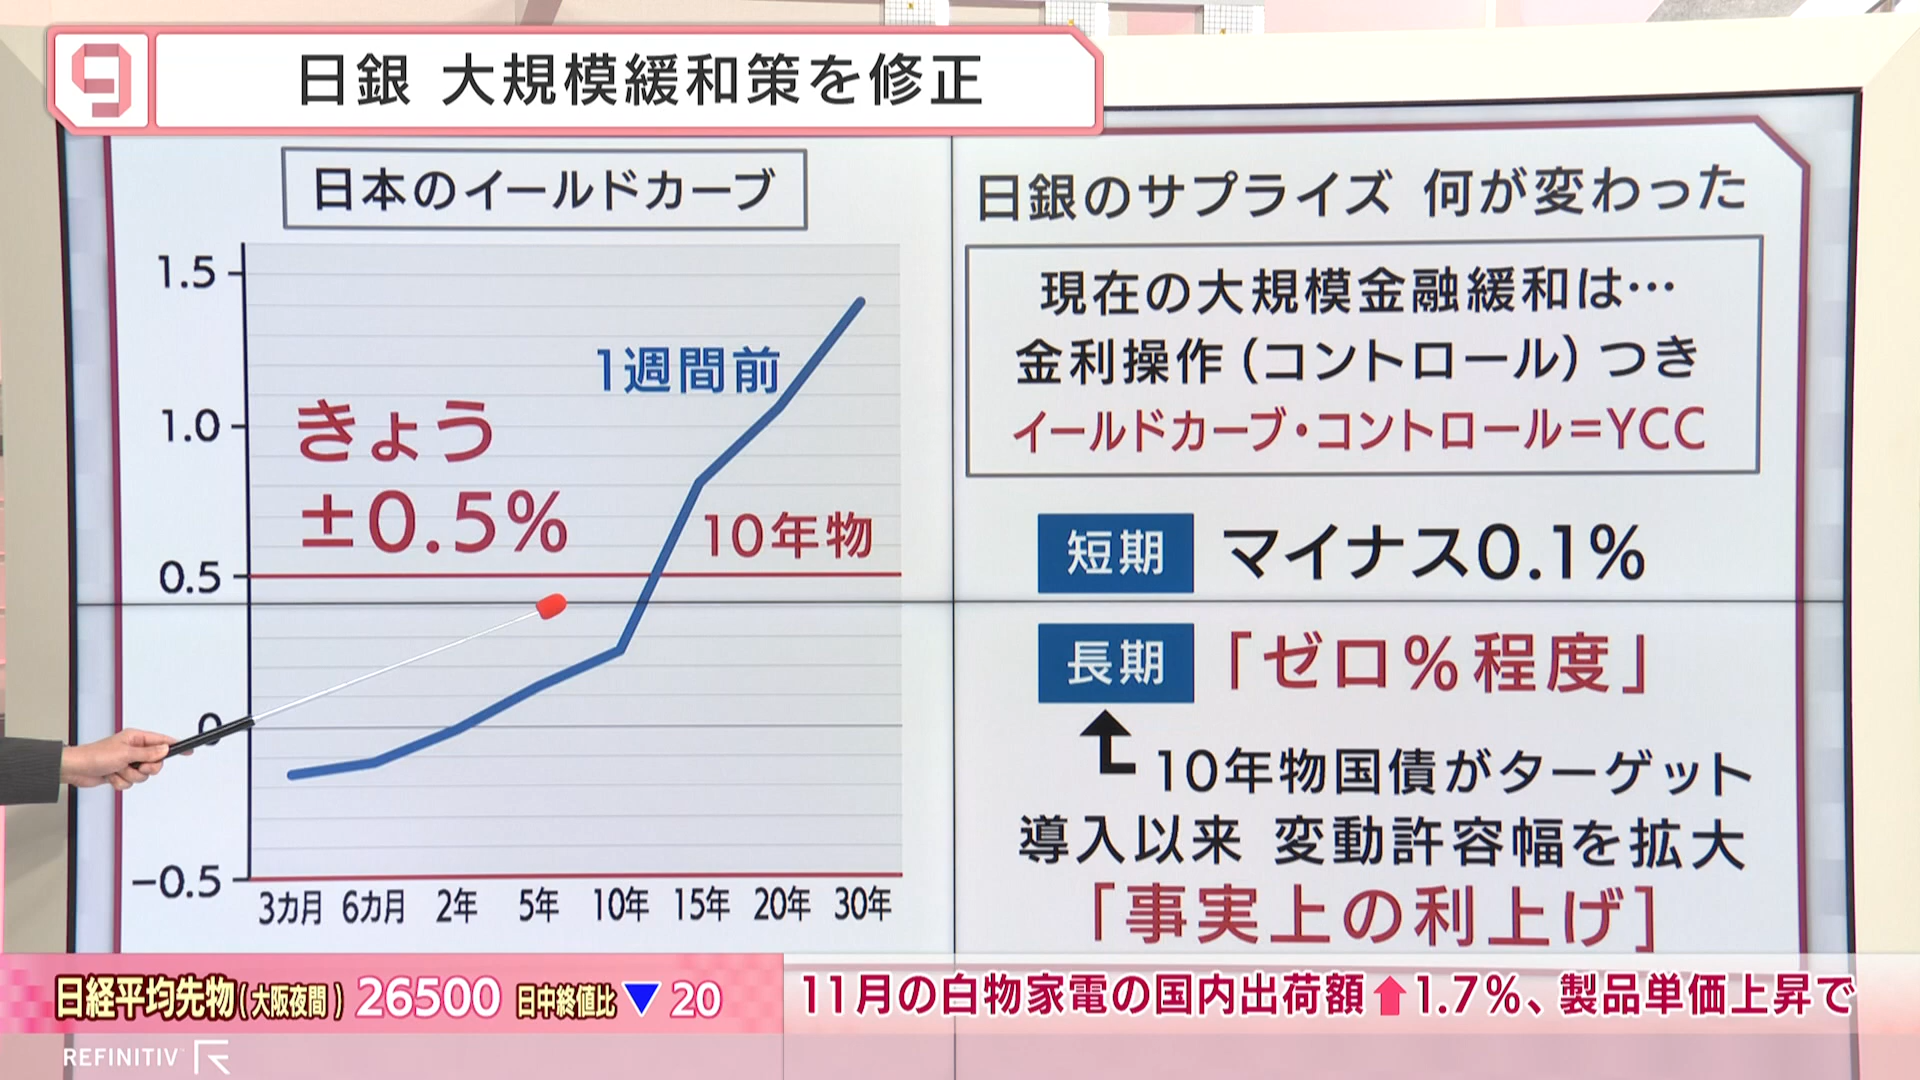 9
日銀 大規模緩和策を修正
日本のイールドカーブ
1.5
1.0
0.5
0
−0.5
1週間前
きょう
±0.5%
10年物
3カ月 6カ月 2年 5年 10年 15年 20年 30年
日銀のサプライズ 何が変わった
現在の大規模金融緩和は…
金利操作(コントロール)つき
イールドカーブ・コントロール=YCC
短期 マイナス0.1%
長期 「ゼロ%程度」
10年物国債がターゲット
導入以来 変動許容幅を拡大
「事実上の利上げ]
日経平均先物(大阪夜間) 26500 日中終値比▼20
11月の白物家電の国内出荷額⬆1.7%、製品単価上昇で
REFINITIV